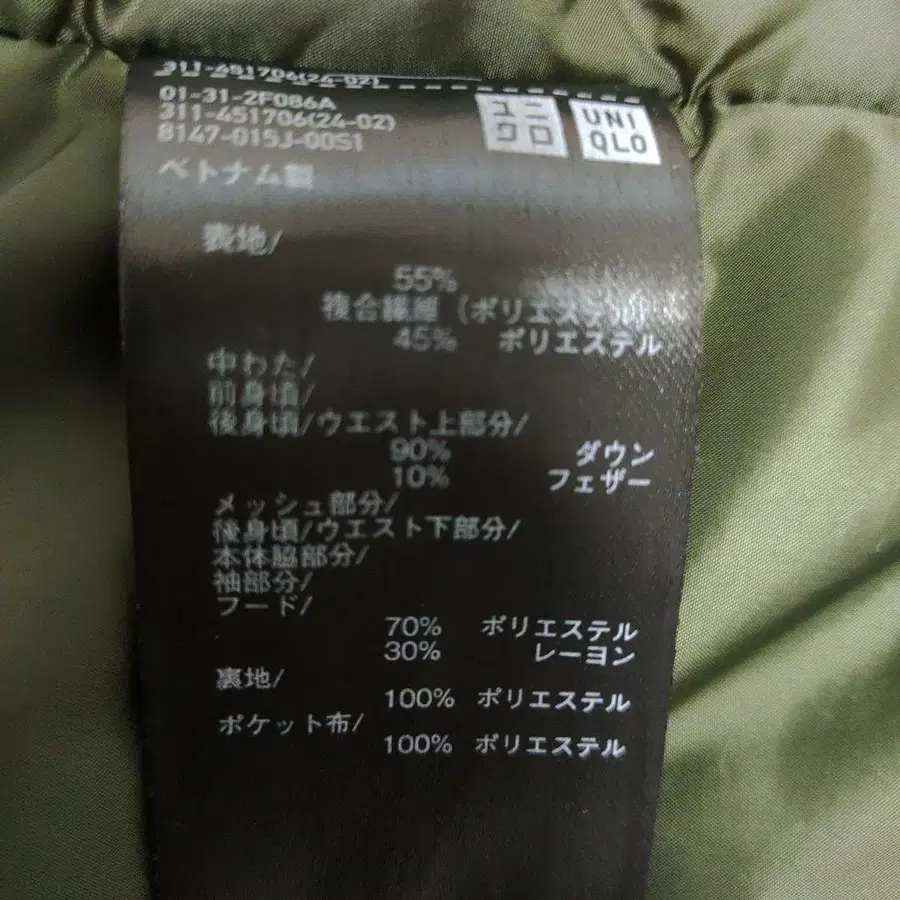 311-451706(24-02)
01-31-2F086A
311-451706(24-02)
8147-015J-00S1
ユニ
クロ
UNI
QLO
ベトナム製
表地/
55%
複合繊維 (ポリエステル)
45% ポリエステル
中わた/
前身頃/
後身頃/ウエスト上部分/
90% ダウン
10% フェザー
メッシュ部分/
後身頃/ウエスト下部分/
本体脇部分/
袖部分/
フード/
70% ポリエステル
30% レーヨン
裏地/
100% ポリエステル
ポケット布/
100% ポリエステル